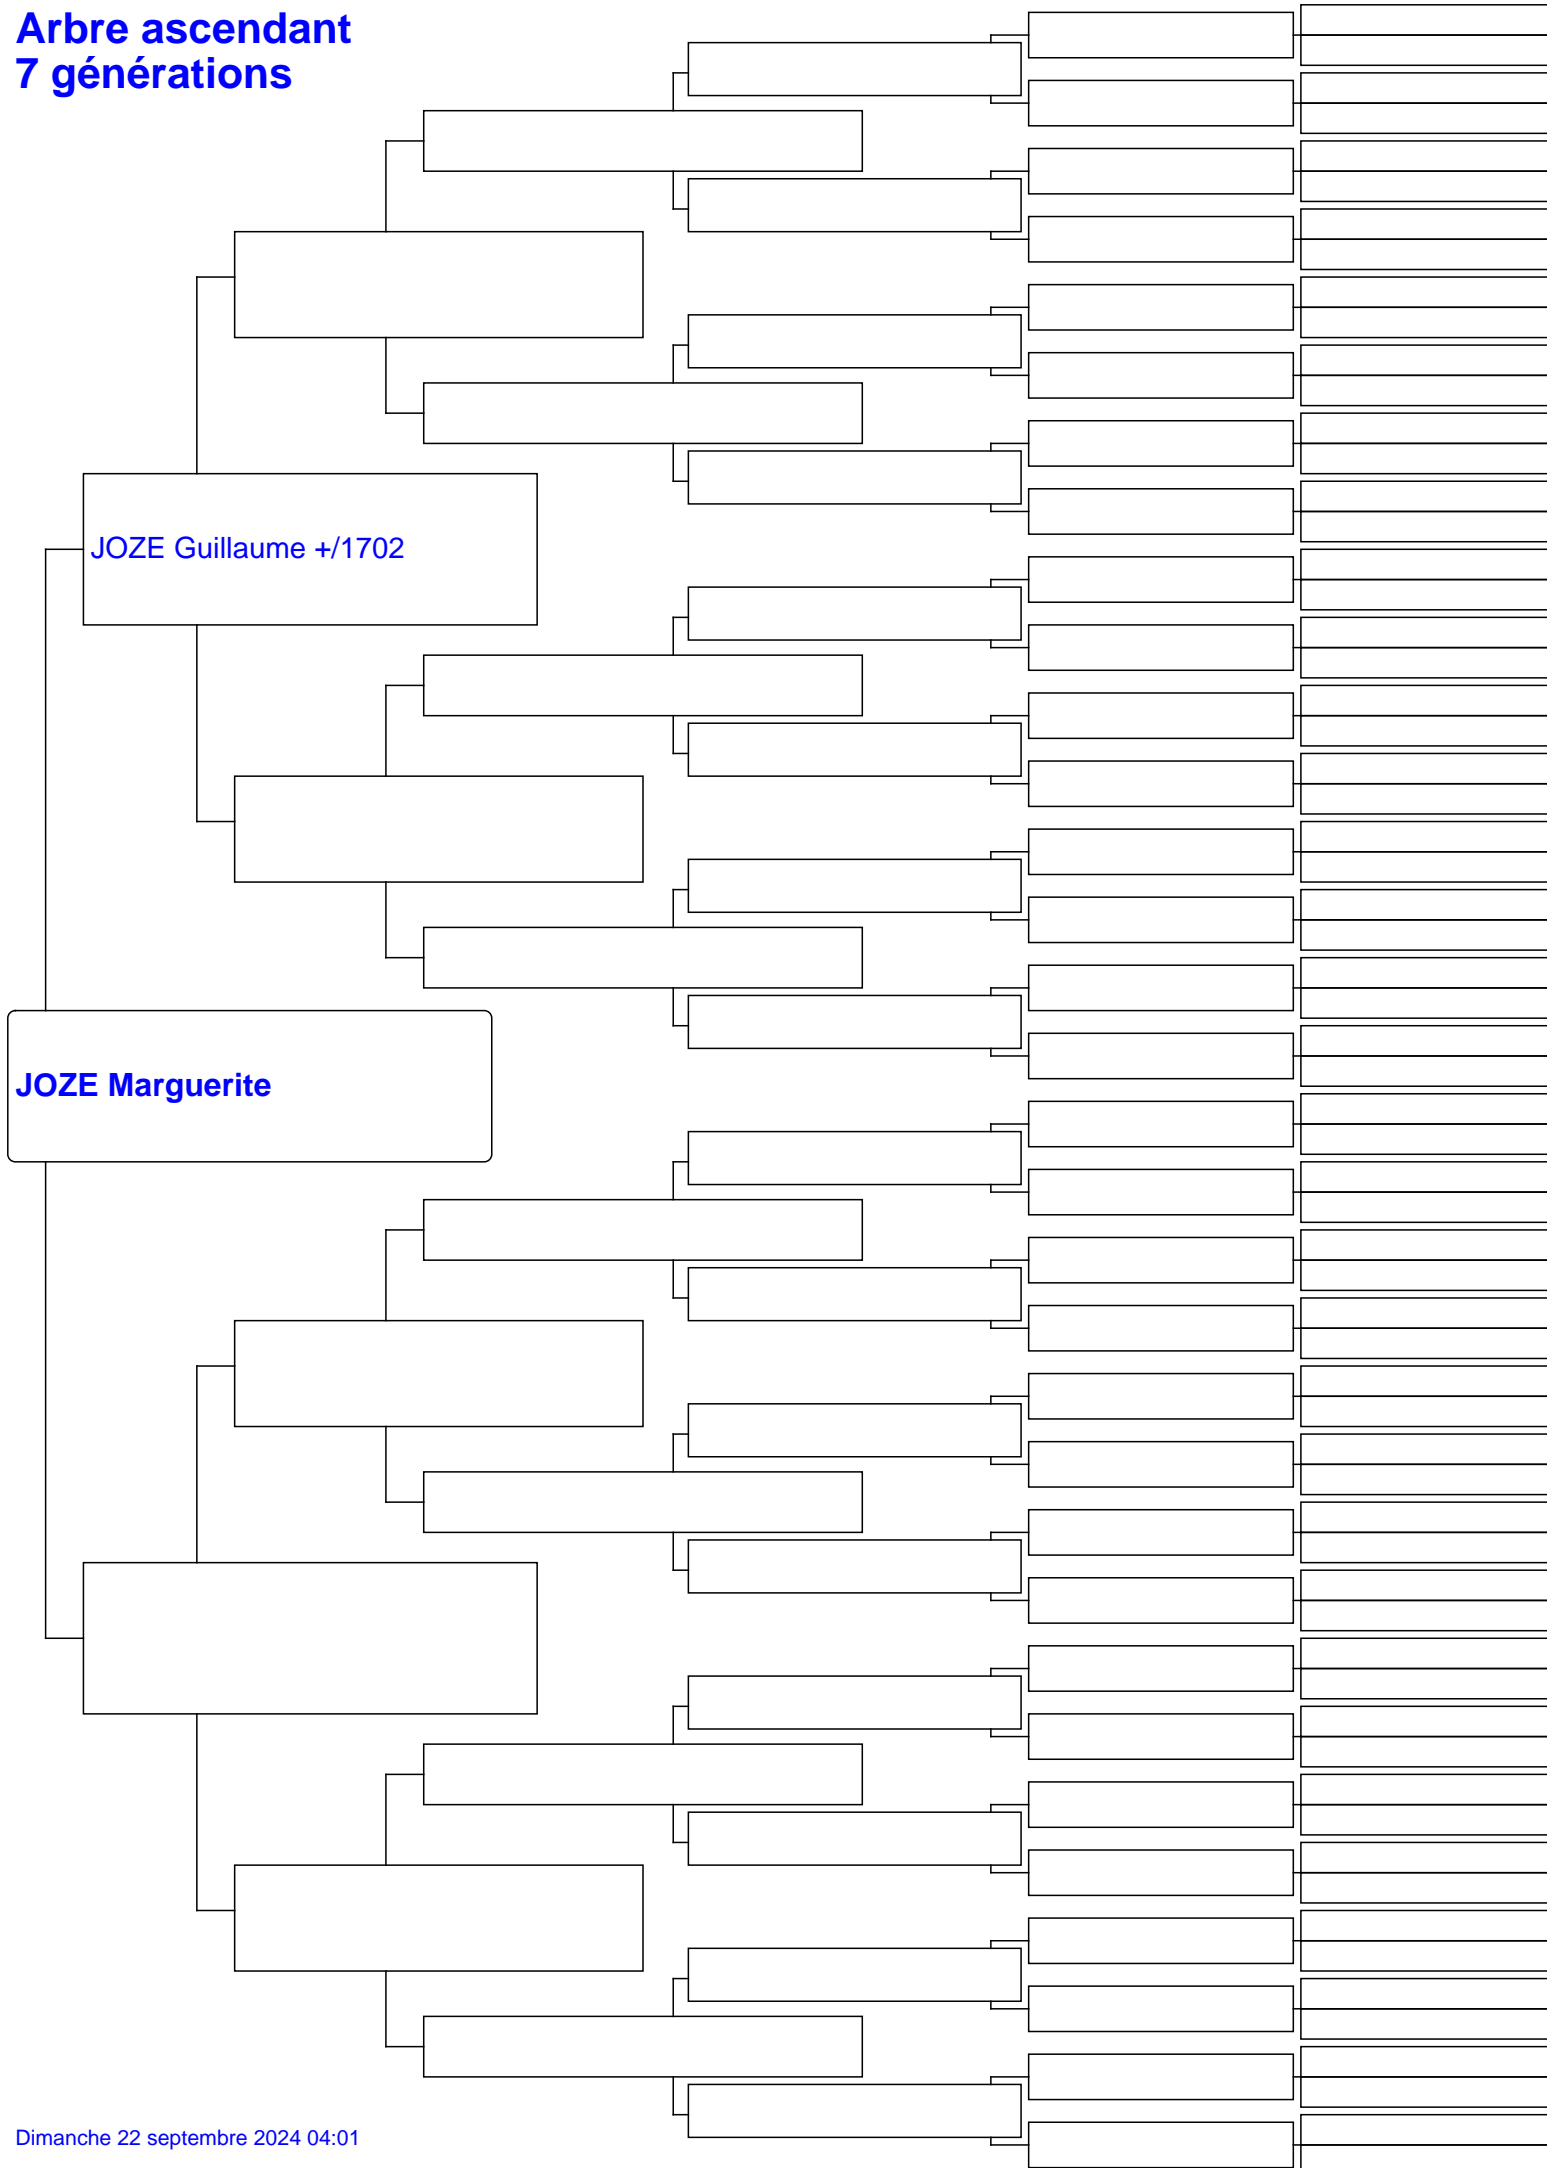 Arbre ascendant
7 générations
JOZE Guillaume +/1702
JOZE Marguerite
Dimanche 22 septembre 2024 04:01